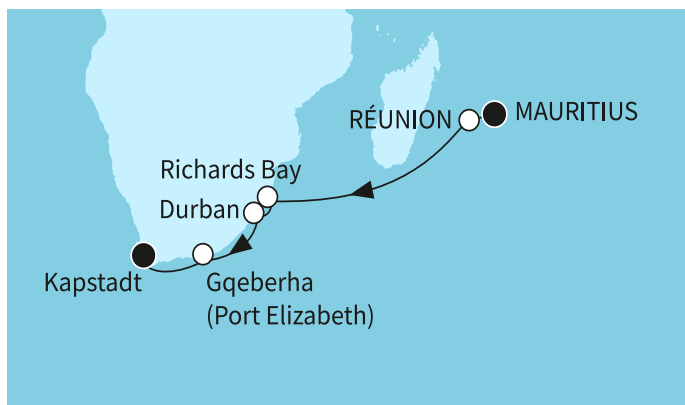 MAURITIUS
RÉUNION
Richards Bay
Durban
Kapstadt
Gqeberha
(Port Elizabeth)